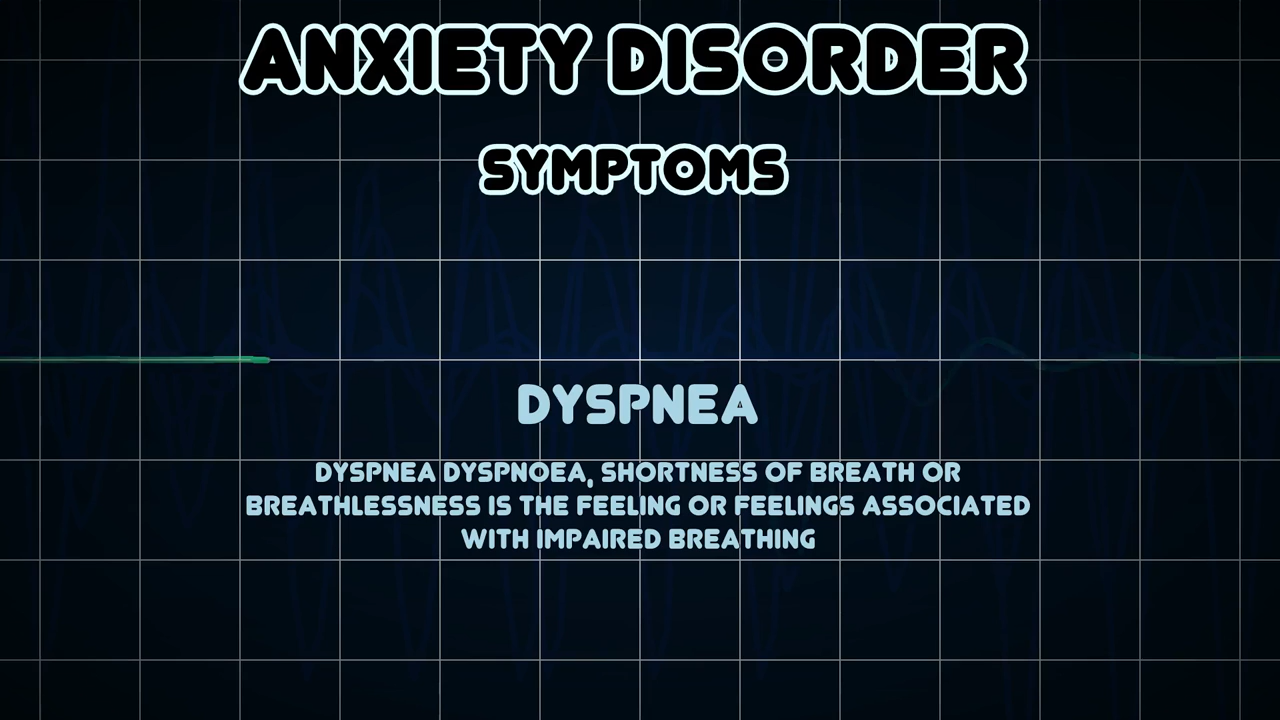 ANXIETY DISORDER
SYMPTOMS
DYSPNEA
DYSPNEA DYSPNOEA, SHORTNESS OF BREATH OR
BREATHLESSNESS IS THE FEELING OR FEELINGS ASSOCIATED
WITH IMPAIRED BREATHING